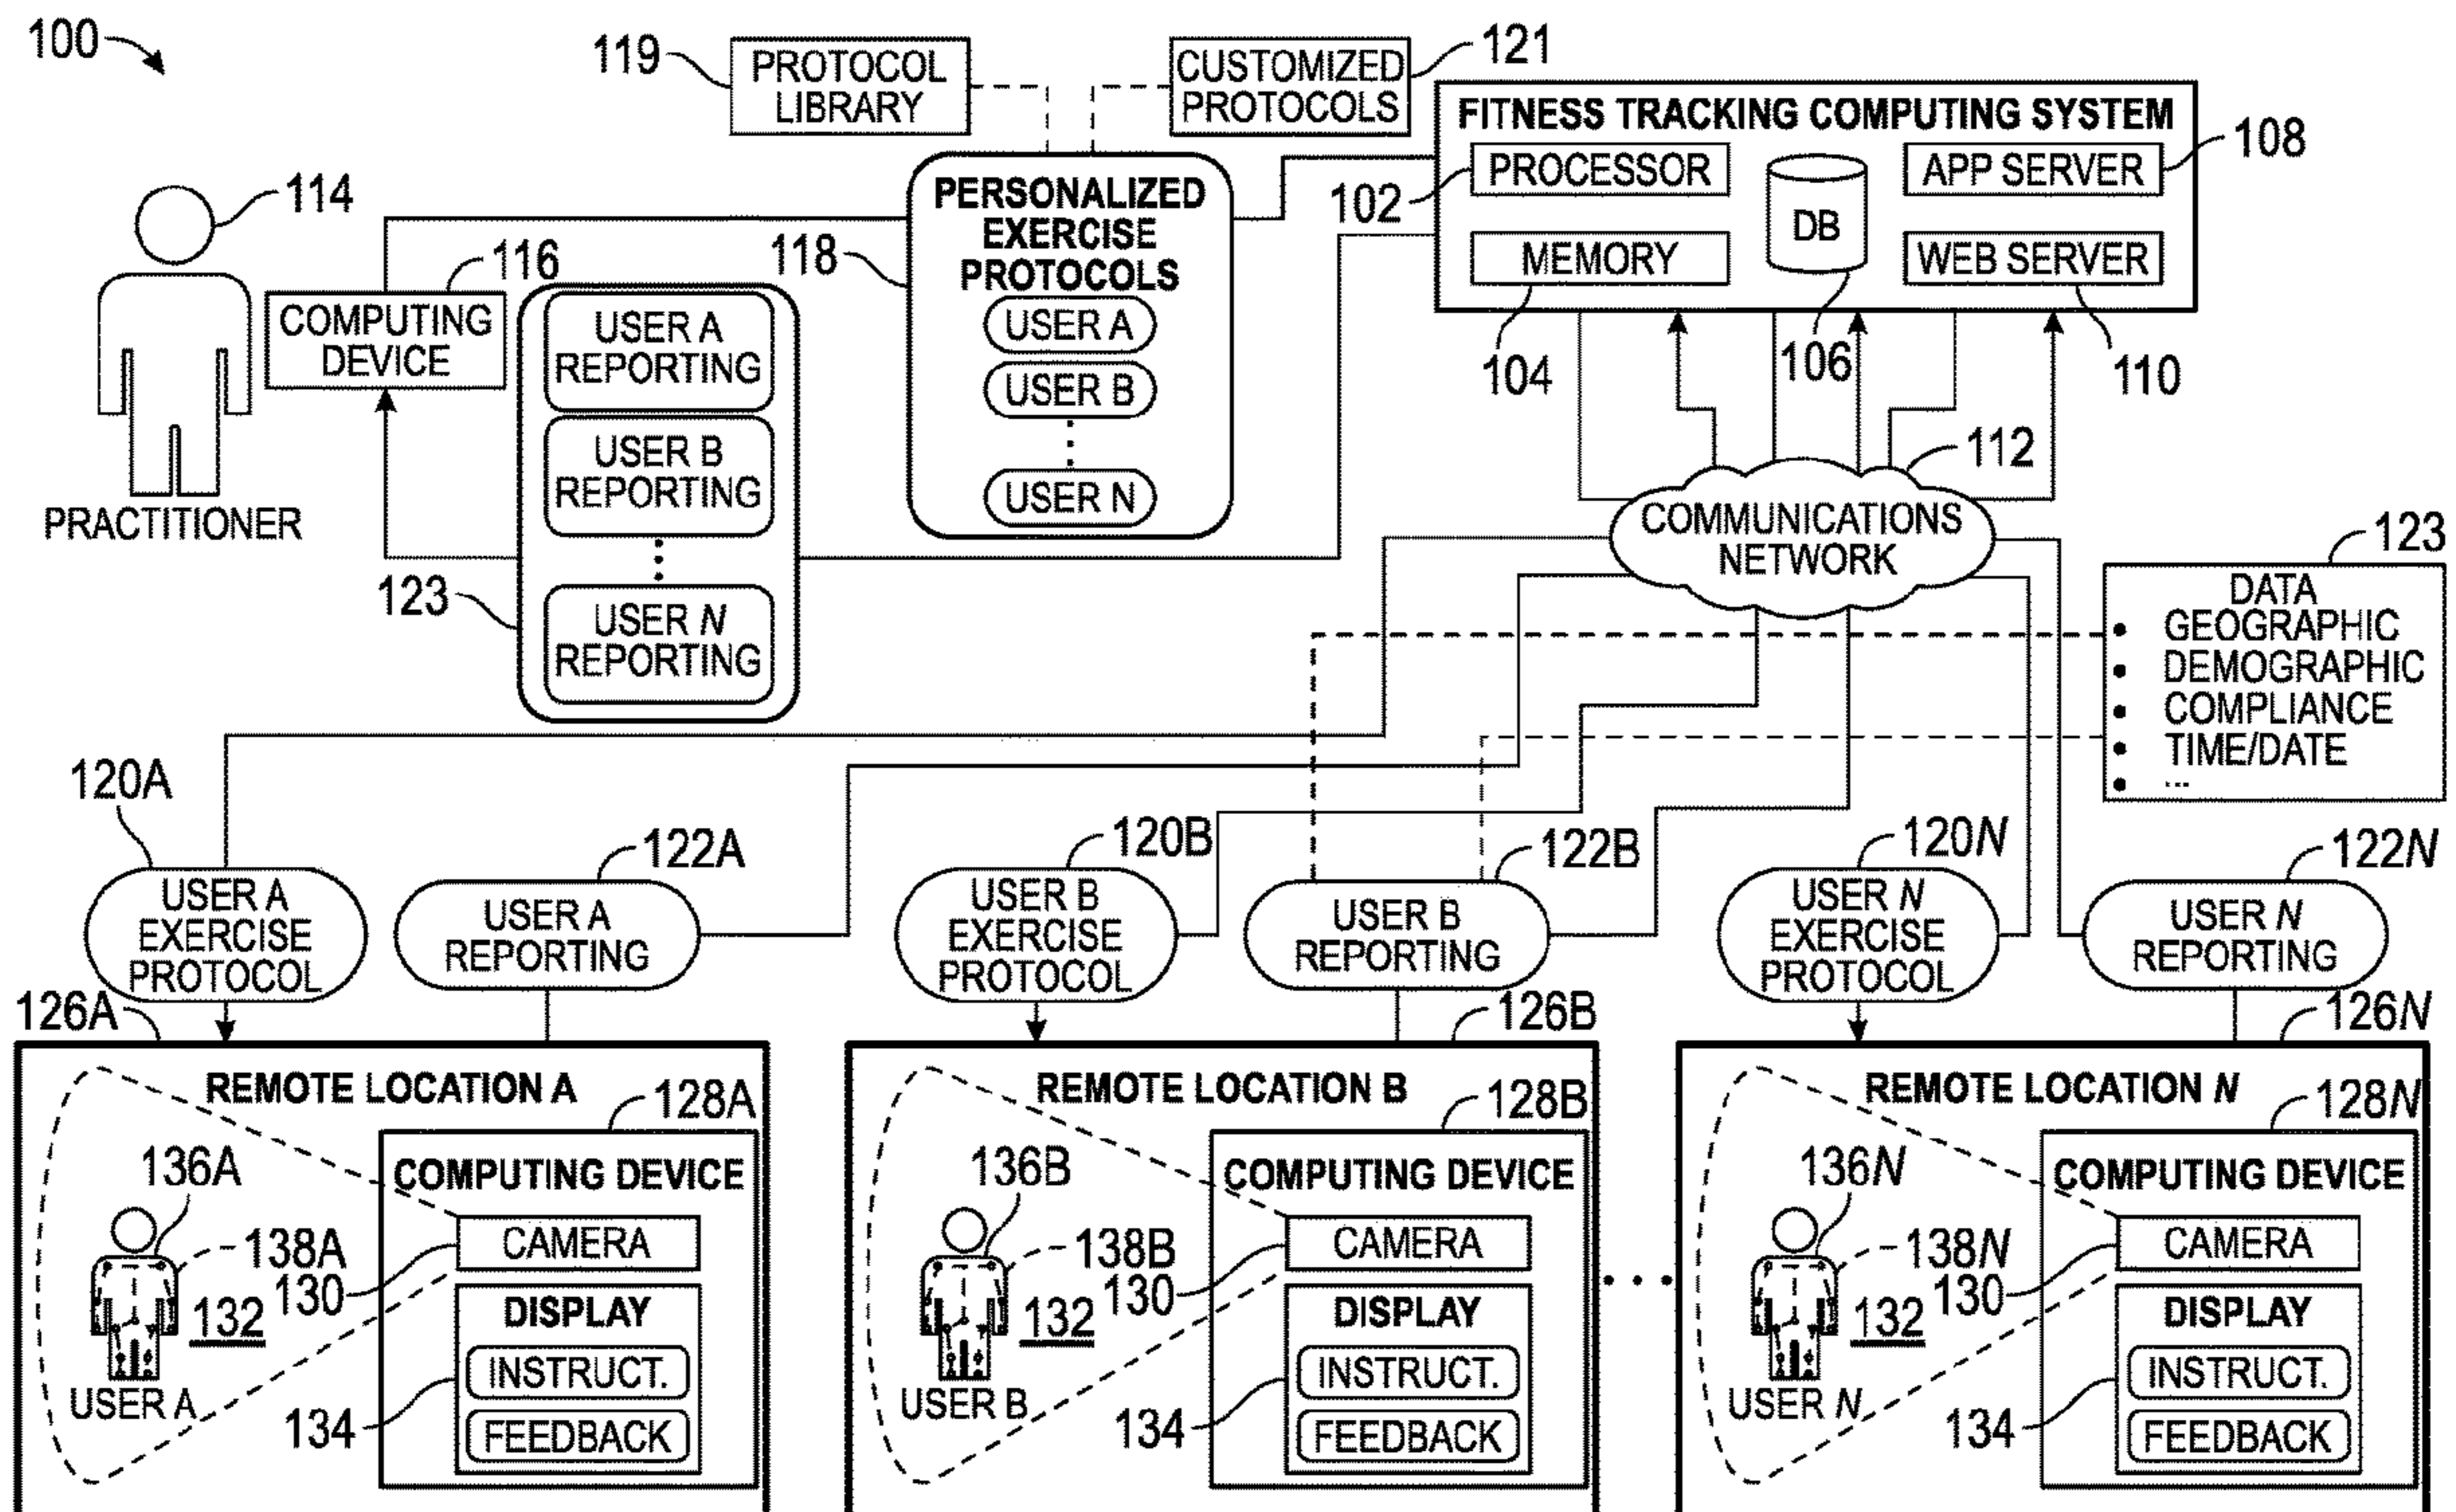 100
119
PROTOCOL
LIBRARY
CUSTOMIZED
PROTOCOLS
121
FITNESS TRACKING COMPUTING SYSTEM
PROCESSOR
102
MEMORY
104
DB
106
APP SERVER
108
WEB SERVER
110
114
PRACTITIONER
116
COMPUTING
DEVICE
118
PERSONALIZED
EXERCISE
PROTOCOLS
USER A
USER B
USER N
USER A
REPORTING
USER B
REPORTING
USER N
REPORTING
123
112
COMMUNICATIONS
NETWORK
123
DATA
• GEOGRAPHIC
• DEMOGRAPHIC
• COMPLIANCE
• TIME/DATE
• ...
120A
USER A
EXERCISE
PROTOCOL
122A
USER A
REPORTING
120B
USER B
EXERCISE
PROTOCOL
122B
USER B
REPORTING
120N
USER N
EXERCISE
PROTOCOL
122N
USER N
REPORTING
126A
REMOTE LOCATION A
128A
COMPUTING DEVICE
136A
138A
CAMERA
130
132
DISPLAY
INSTRUCT.
FEEDBACK
134
USER A
126B
REMOTE LOCATION B
128B
COMPUTING DEVICE
136B
138B
CAMERA
130
132
DISPLAY
INSTRUCT.
FEEDBACK
134
USER B
126N
REMOTE LOCATION N
128N
COMPUTING DEVICE
136N
138N
CAMERA
130
132
DISPLAY
INSTRUCT.
FEEDBACK
134
USER N